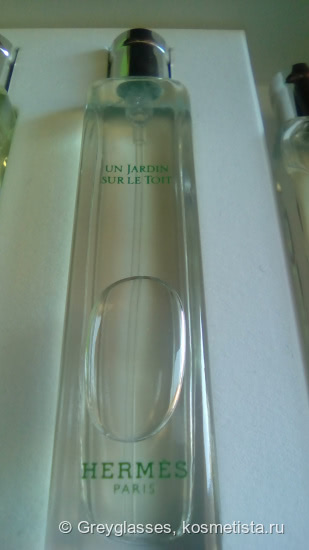 UN JARDIN
SUR LE TOIT
HERMÈS
PARIS
© Greyglasses, kosmetista.ru